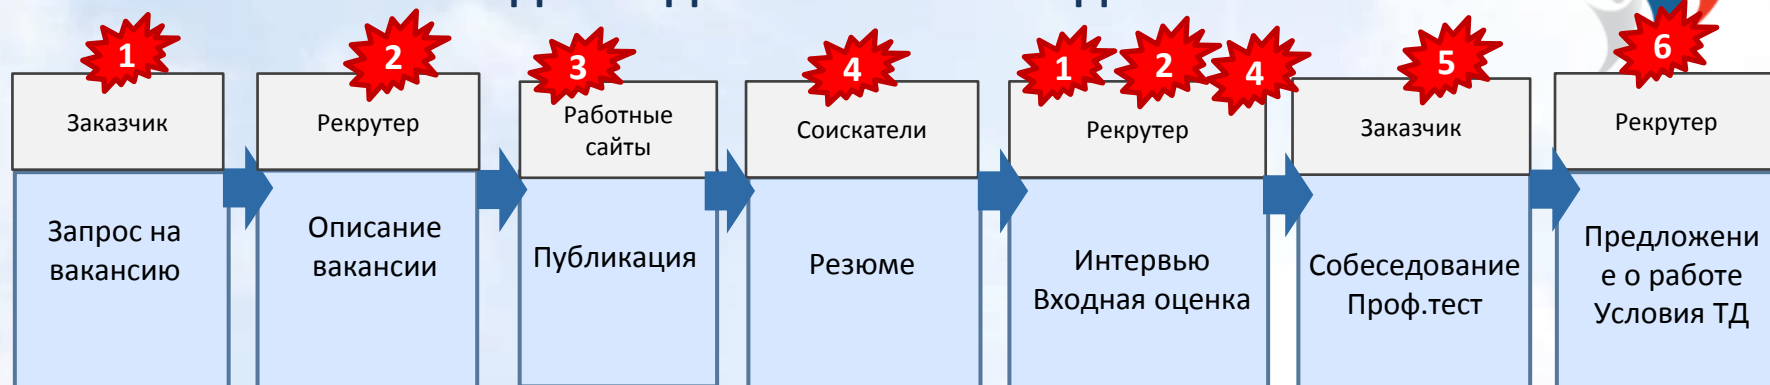 1
Заказчик
Запрос на
вакансию
2
Рекрутер
Описание
вакансии
3
Работные
сайты
Публикация
4
Соискатели
Резюме
1
2
4
Рекрутер
Интервью
Входная оценка
5
Заказчик
Собеседование
Проф.тест
6
Рекрутер
Предложени
е о работе
Условия ТД